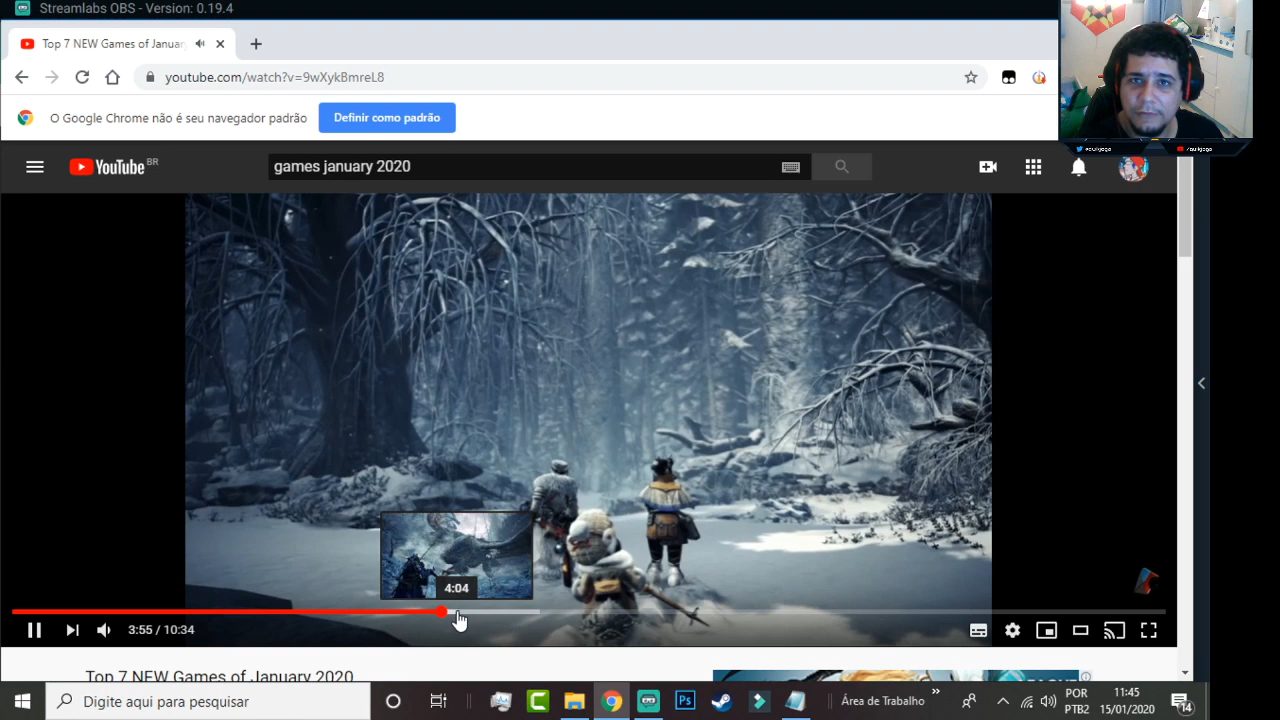 Streamlabs OBS - Version: 0.19.4
Top 7 NEW Games of Januar
youtube.com/watch?v=9wXykBmreL8
O Google Chrome não é seu navegador padrão
Definir como padrão
YouTube BR
games january 2020
/quikjogo
4:04
3:55 / 10:34
Top 7 NEW Games of January 2020
Digite aqui para pesquisar
Ps
Área de Trabalho
POR
PTB2
11:45
15/01/2020
14